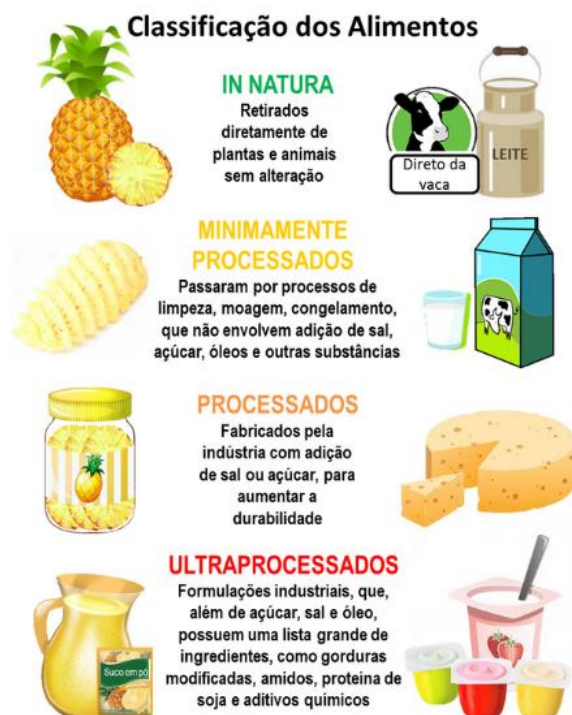 Classificação dos Alimentos
IN NATURA
Retirados
diretamente de
plantas e animais
sem alteração
Direto da
vaca
LEITE
MINIMAMENTE
PROCESSADOS
Passaram por processos de
limpeza, moagem, congelamento,
que não envolvem adição de sal,
açúcar, óleos e outras substâncias
PROCESSADOS
Fabricados pela
indústria com adição
de sal ou açúcar, para
aumentar a
durabilidade
ULTRAPROCESSADOS
Formulações industriais, que,
além de açúcar, sal e óleo,
possuem uma lista grande de
ingredientes, como gorduras
modificadas, amidos, proteína de
soja e aditivos químicos
Suco em pó